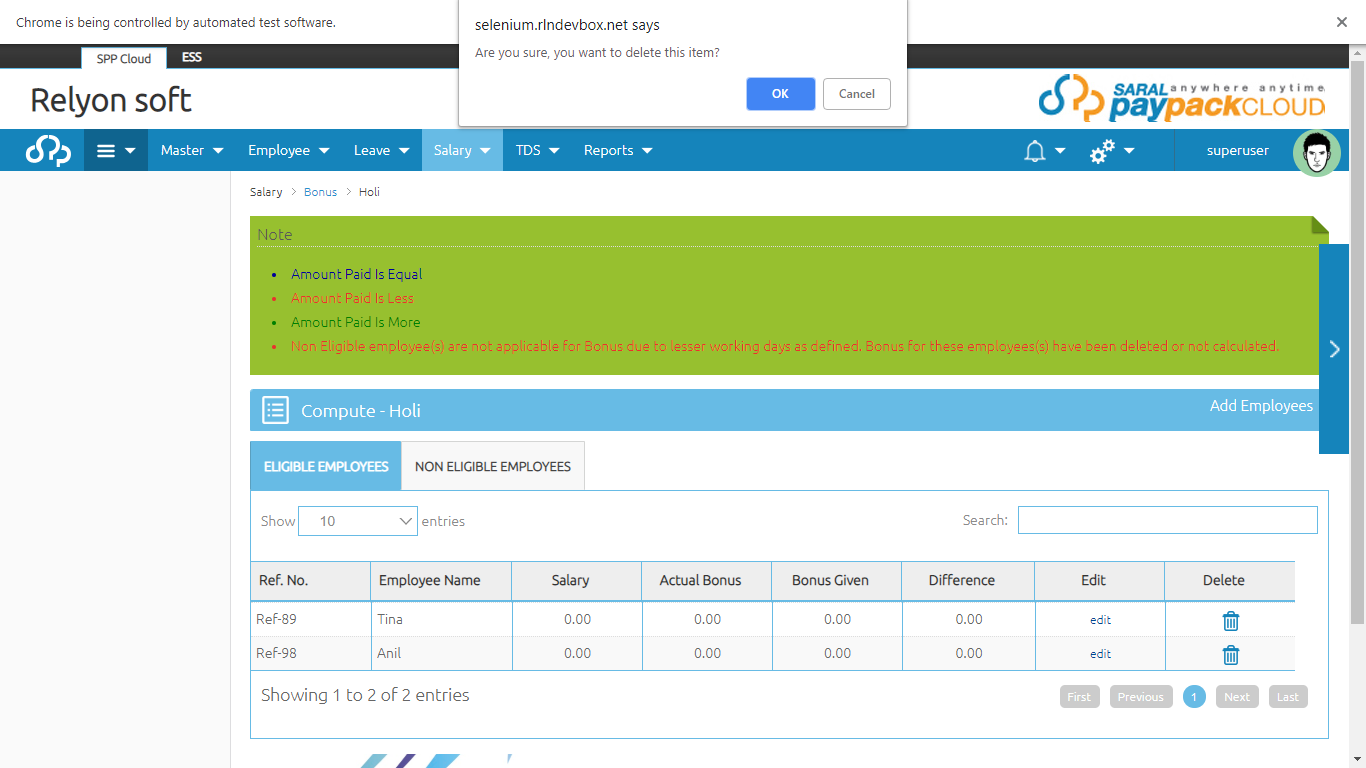 Chrome is being controlled by automated test software.
selenium.rlndevbox.net says
Are you sure, you want to delete this item?
OK Cancel
SPP Cloud ESS
Relyon soft
SARAL anywhere anytime
paypackCLOUD
Master Employee Leave Salary TDS Reports superuser
Salary > Bonus > Holi
Note
• Amount Paid Is Equal
• Amount Paid Is Less
• Amount Paid Is More
• Non Eligible employee(s) are not applicable for Bonus due to lesser working days as defined. Bonus for these employees(s) have been deleted or not calculated.
Compute - Holi Add Employees
ELIGIBLE EMPLOYEES NON ELIGIBLE EMPLOYEES
Show 10 entries Search:
Ref. No. Employee Name Salary Actual Bonus Bonus Given Difference Edit Delete
Ref-89 Tina 0.00 0.00 0.00 0.00 edit
Ref-98 Anil 0.00 0.00 0.00 0.00 edit
Showing 1 to 2 of 2 entries First Previous 1 Next Last